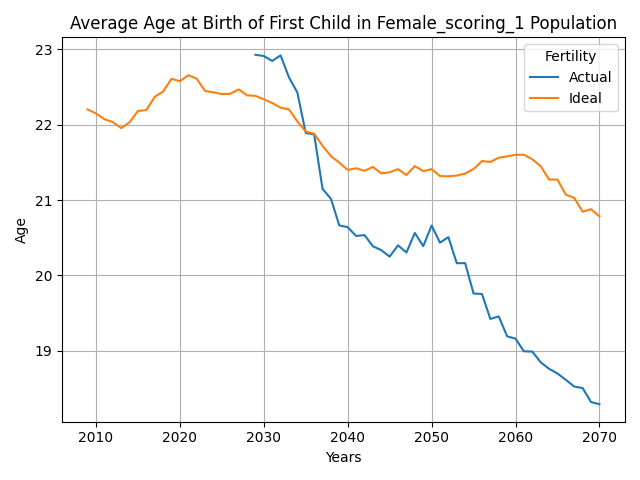 Average Age at Birth of First Child in Female_scoring_1 Population
Fertility
Actual
Ideal
Age
23
22
21
20
19
2010 2020 2030 2040 2050 2060 2070
Years